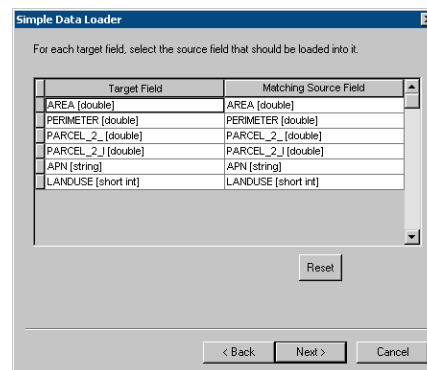 Simple Data Loader
For each target field, select the source field that should be loaded into it.
Target Field Matching Source Field
AREA [double] AREA [double]
PERIMETER [double] PERIMETER [double]
PARCEL_2_ [double] PARCEL_2_ [double]
PARCEL_2_I [double] PARCEL_2_I [double]
APN [string] APN [string]
LANDUSE [short int] LANDUSE [short int]
Reset
< Back Next > Cancel